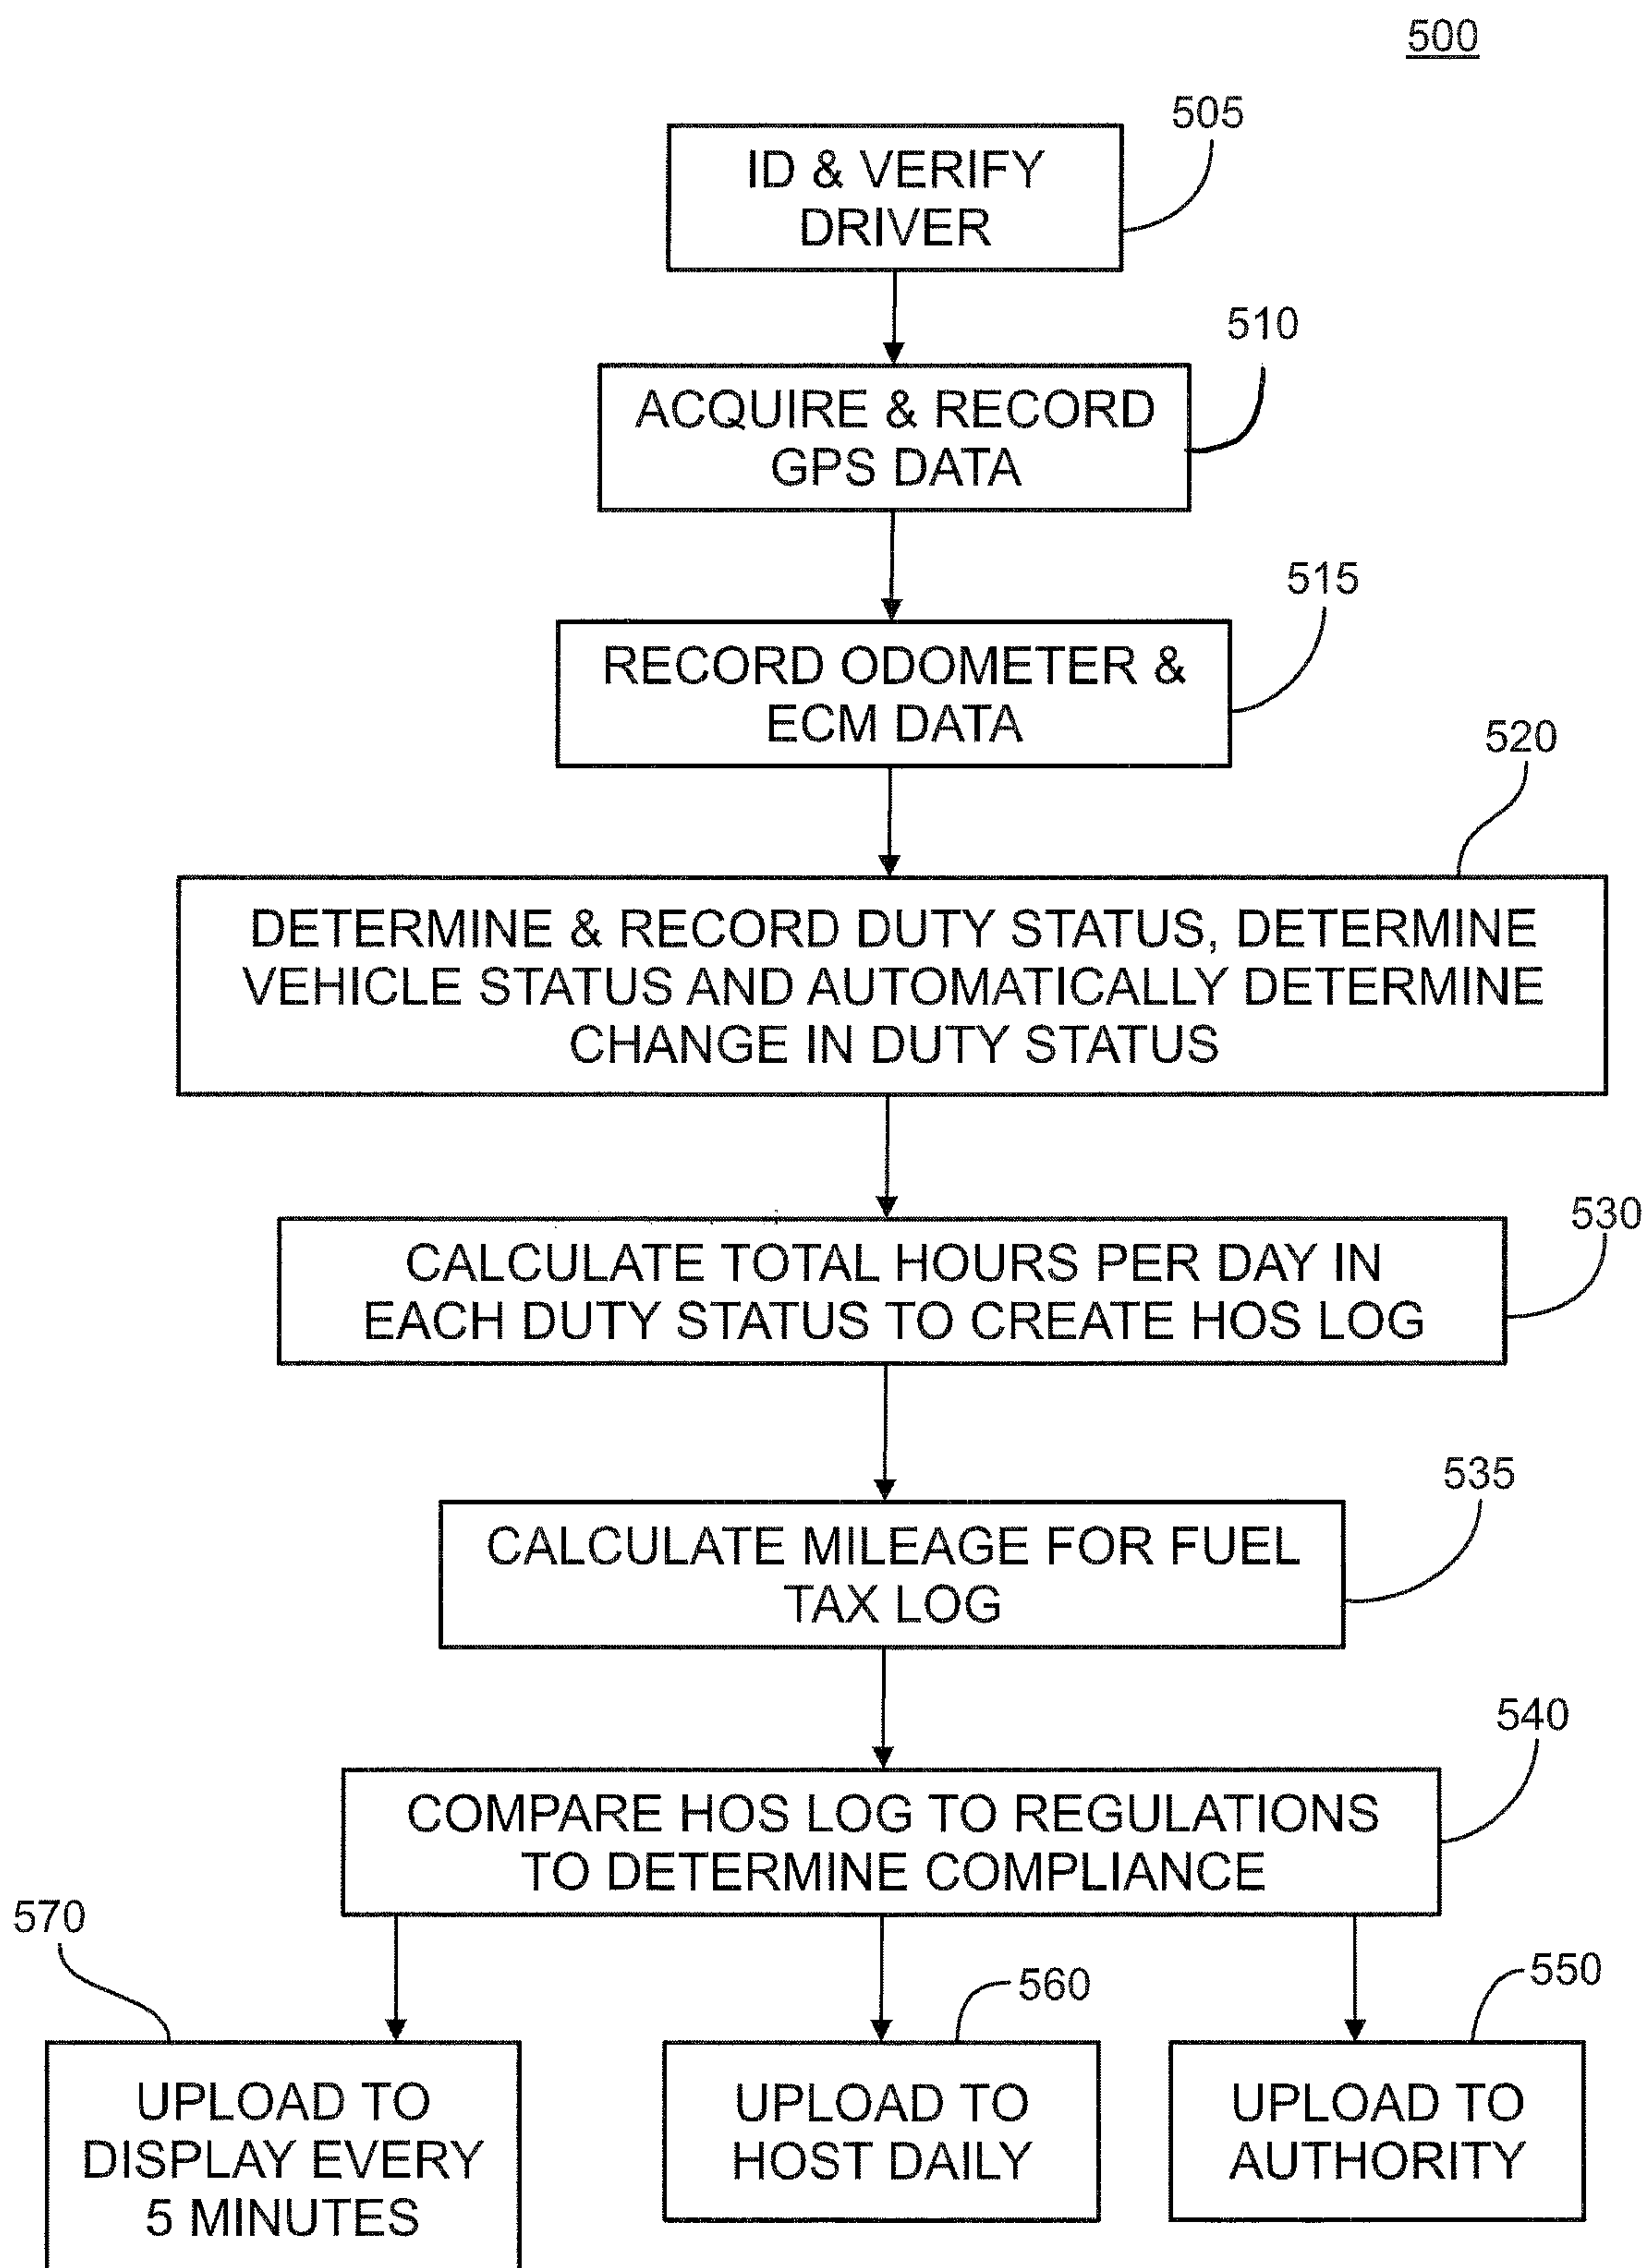 500
505
ID & VERIFY
DRIVER
510
ACQUIRE & RECORD
GPS DATA
515
RECORD ODOMETER &
ECM DATA
520
DETERMINE & RECORD DUTY STATUS, DETERMINE
VEHICLE STATUS AND AUTOMATICALLY DETERMINE
CHANGE IN DUTY STATUS
530
CALCULATE TOTAL HOURS PER DAY IN
EACH DUTY STATUS TO CREATE HOS LOG
535
CALCULATE MILEAGE FOR FUEL
TAX LOG
540
COMPARE HOS LOG TO REGULATIONS
TO DETERMINE COMPLIANCE
570
UPLOAD TO
DISPLAY EVERY
5 MINUTES
560
UPLOAD TO
HOST DAILY
550
UPLOAD TO
AUTHORITY